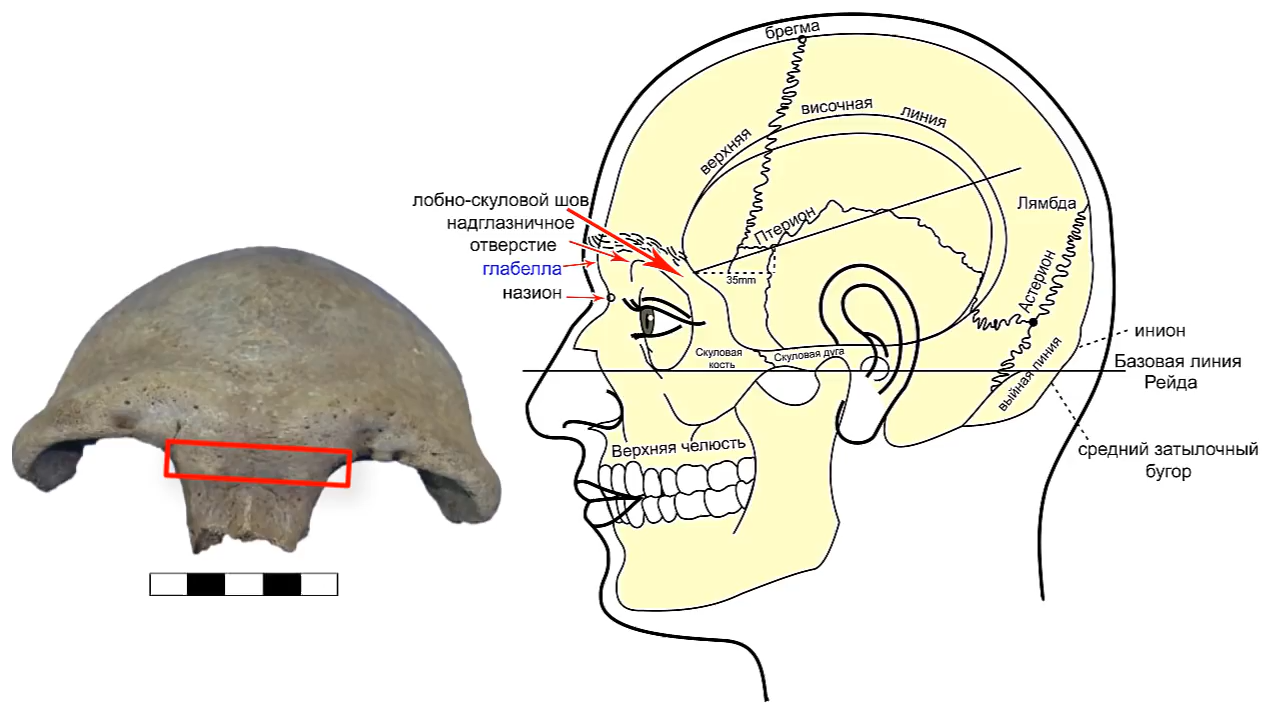 брегма
верхняя височная линия
лобно-скуловой шов
надглазничное
отверстие
глабелла
назион
Птерион
35mm
Лямбда
Астерион
инион
Базовая линия
Рейда
выйная линия
Скуловая
кость
Скуловая дуга
средний затылочный
бугор
Верхняя челюсть